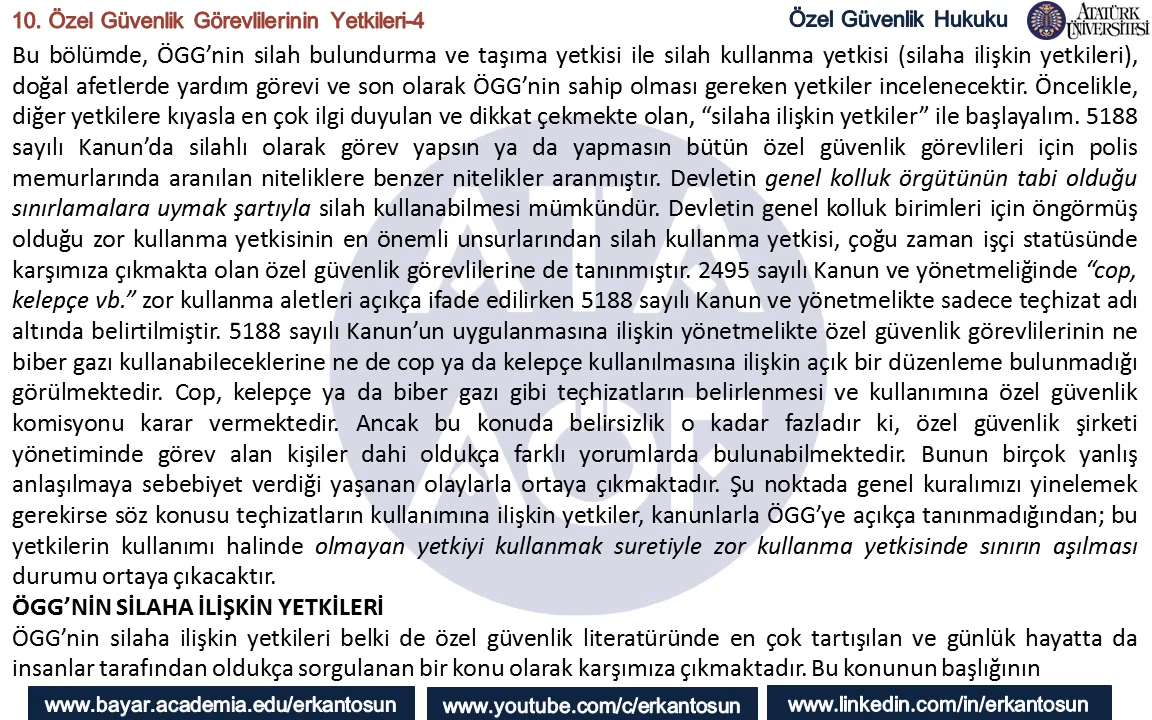 10. Özel Güvenlik Görevlilerinin Yetkileri-4
Özel Güvenlik Hukuku
ATATÜRK
ÜNİVERSİTESİ
Bu bölümde, ÖGG’nin silah bulundurma ve taşıma yetkisi ile silah kullanma yetkisi (silaha ilişkin yetkileri),
doğal afetlerde yardım görevi ve son olarak ÖGG’nin sahip olması gereken yetkiler incelenecektir. Öncelikle,
diğer yetkilere kıyasla en çok ilgi duyulan ve dikkat çekmekte olan, “silaha ilişkin yetkiler” ile başlayalım. 5188
sayılı Kanun’da silahlı olarak görev yapsın ya da yapmasın bütün özel güvenlik görevlileri için polis
memurlarında aranılan niteliklere benzer nitelikler aranmıştır. Devletin genel kolluk örgütünün tabi olduğu
sınırlamalara uymak şartıyla silah kullanabilmesi mümkündür. Devletin genel kolluk birimleri için öngörmüş
olduğu zor kullanma yetkisinin en önemli unsurlarından silah kullanma yetkisi, çoğu zaman işçi statüsünde
karşımıza çıkmakta olan özel güvenlik görevlilerine de tanınmıştır. 2495 sayılı Kanun ve yönetmeliğinde “cop,
kelepçe vb.” zor kullanma aletleri açıkça ifade edilirken 5188 sayılı Kanun ve yönetmelikte sadece teçhizat adı
altında belirtilmiştir. 5188 sayılı Kanun’un uygulanmasına ilişkin yönetmelikte özel güvenlik görevlilerinin ne
biber gazı kullanabileceklerine ne de cop ya da kelepçe kullanılmasına ilişkin açık bir düzenleme bulunmadığı
görülmektedir. Cop, kelepçe ya da biber gazı gibi teçhizatların belirlenmesi ve kullanımına özel güvenlik
komisyonu karar vermektedir. Ancak bu konuda belirsizlik o kadar fazladır ki, özel güvenlik şirketi
yönetiminde görev alan kişiler dahi oldukça farklı yorumlarda bulunabilmektedir. Bunun birçok yanlış
anlaşılmaya sebebiyet verdiği yaşanan olaylarla ortaya çıkmaktadır. Şu noktada genel kuralımızı yinelemek
gerekirse söz konusu teçhizatların kullanımına ilişkin yetkiler, kanunlarla ÖGG’ye açıkça tanınmadığından; bu
yetkilerin kullanımı halinde olmayan yetkiyi kullanmak suretiyle zor kullanma yetkisinde sınırın aşılması
durumu ortaya çıkacaktır.
ÖGG’NİN SİLAHA İLİŞKİN YETKİLERİ
ÖGG’nin silaha ilişkin yetkileri belki de özel güvenlik literatüründe en çok tartışılan ve günlük hayatta da
insanlar tarafından oldukça sorgulanan bir konu olarak karşımıza çıkmaktadır. Bu konunun başlığının
ATA
AÖF
www.bayar.academia.edu/erkantosun
www.youtube.com/c/erkantosun
www.linkedin.com/in/erkantosun